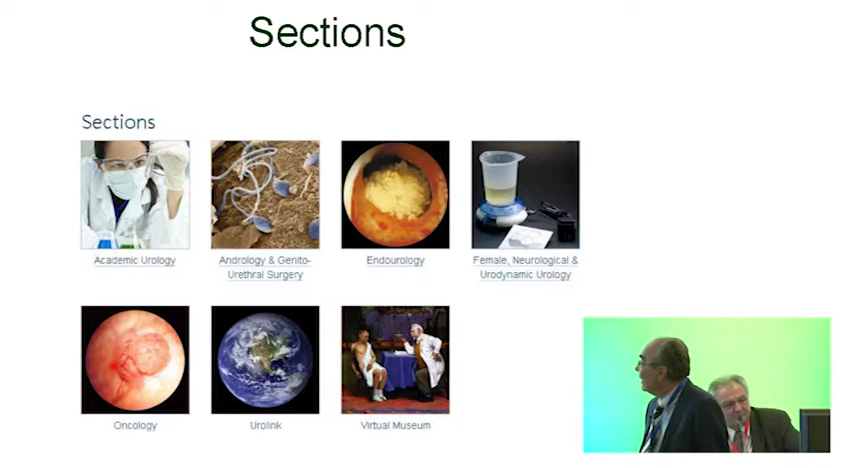 Sections
Sections
Academic Urology
Andrology & Genito-
Urethral Surgery
Endourology
Female, Neurological &
Urodynamic Urology
Oncology
Urolink
Virtual Museum